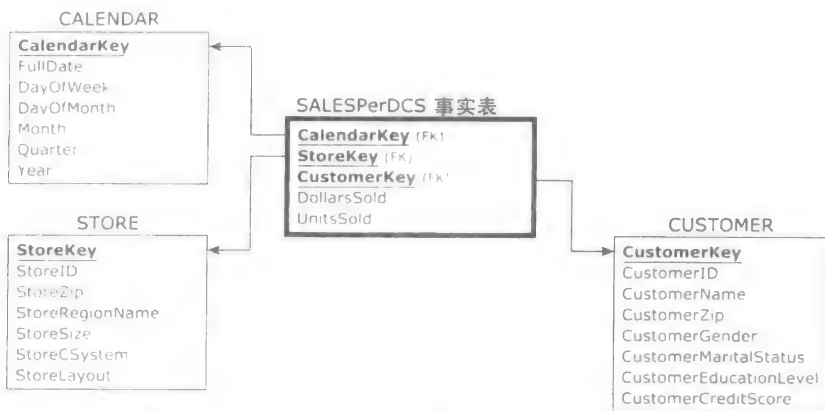 CALENDAR
CalendarKey
FullDate
DayOfWeek
DayOfMonth
Month
Quarter
Year
SALESPerDCS 事实表
CalendarKey (FK)
StoreKey (FK)
CustomerKey (FK)
DollarsSold
UnitsSold
STORE
StoreKey
StoreID
StoreZip
StoreRegionName
StoreSize
StoreCSystem
StoreLayout
CUSTOMER
CustomerKey
CustomerID
CustomerName
CustomerZip
CustomerGender
CustomerMaritalStatus
CustomerEducationLevel
CustomerCreditScore